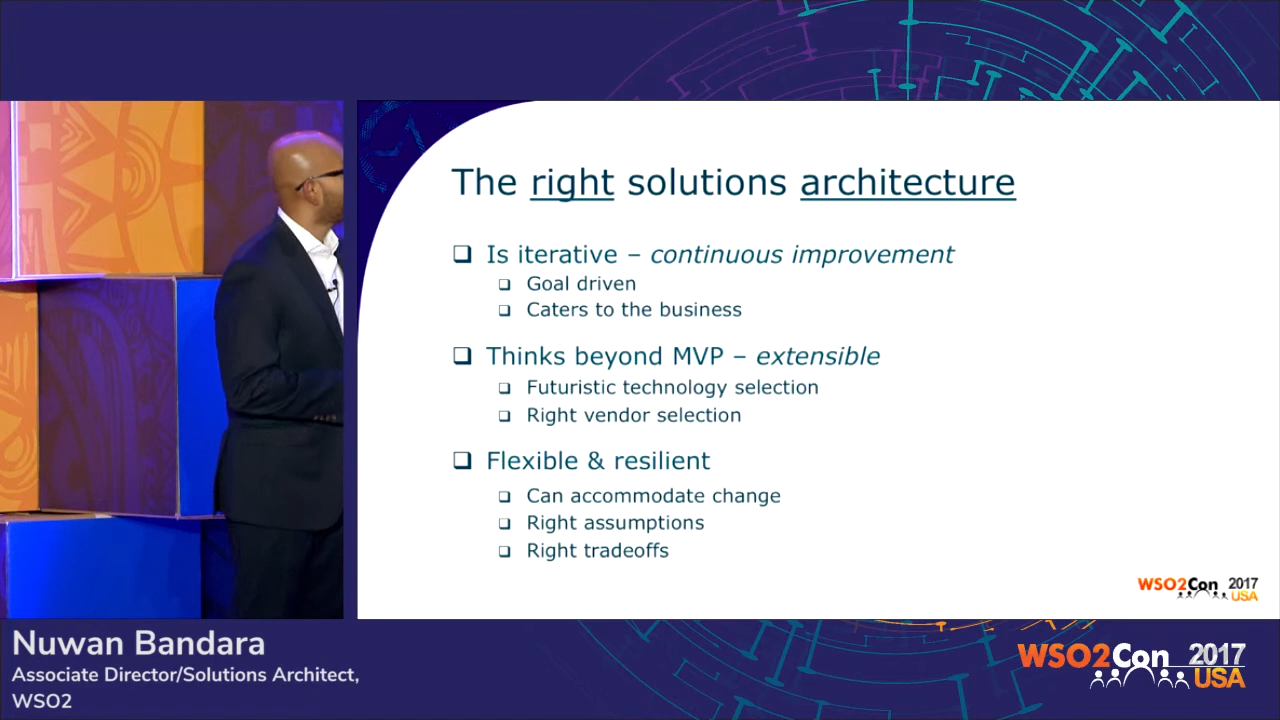 The right solutions architecture
❑ Is iterative – continuous improvement
❑ Goal driven
❑ Caters to the business
❑ Thinks beyond MVP – extensible
❑ Futuristic technology selection
❑ Right vendor selection
❑ Flexible & resilient
❑ Can accommodate change
❑ Right assumptions
❑ Right tradeoffs
WSO2Con 2017
USA
Nuwan Bandara
Associate Director/Solutions Architect,
WSO2
WSO2Con 2017
USA